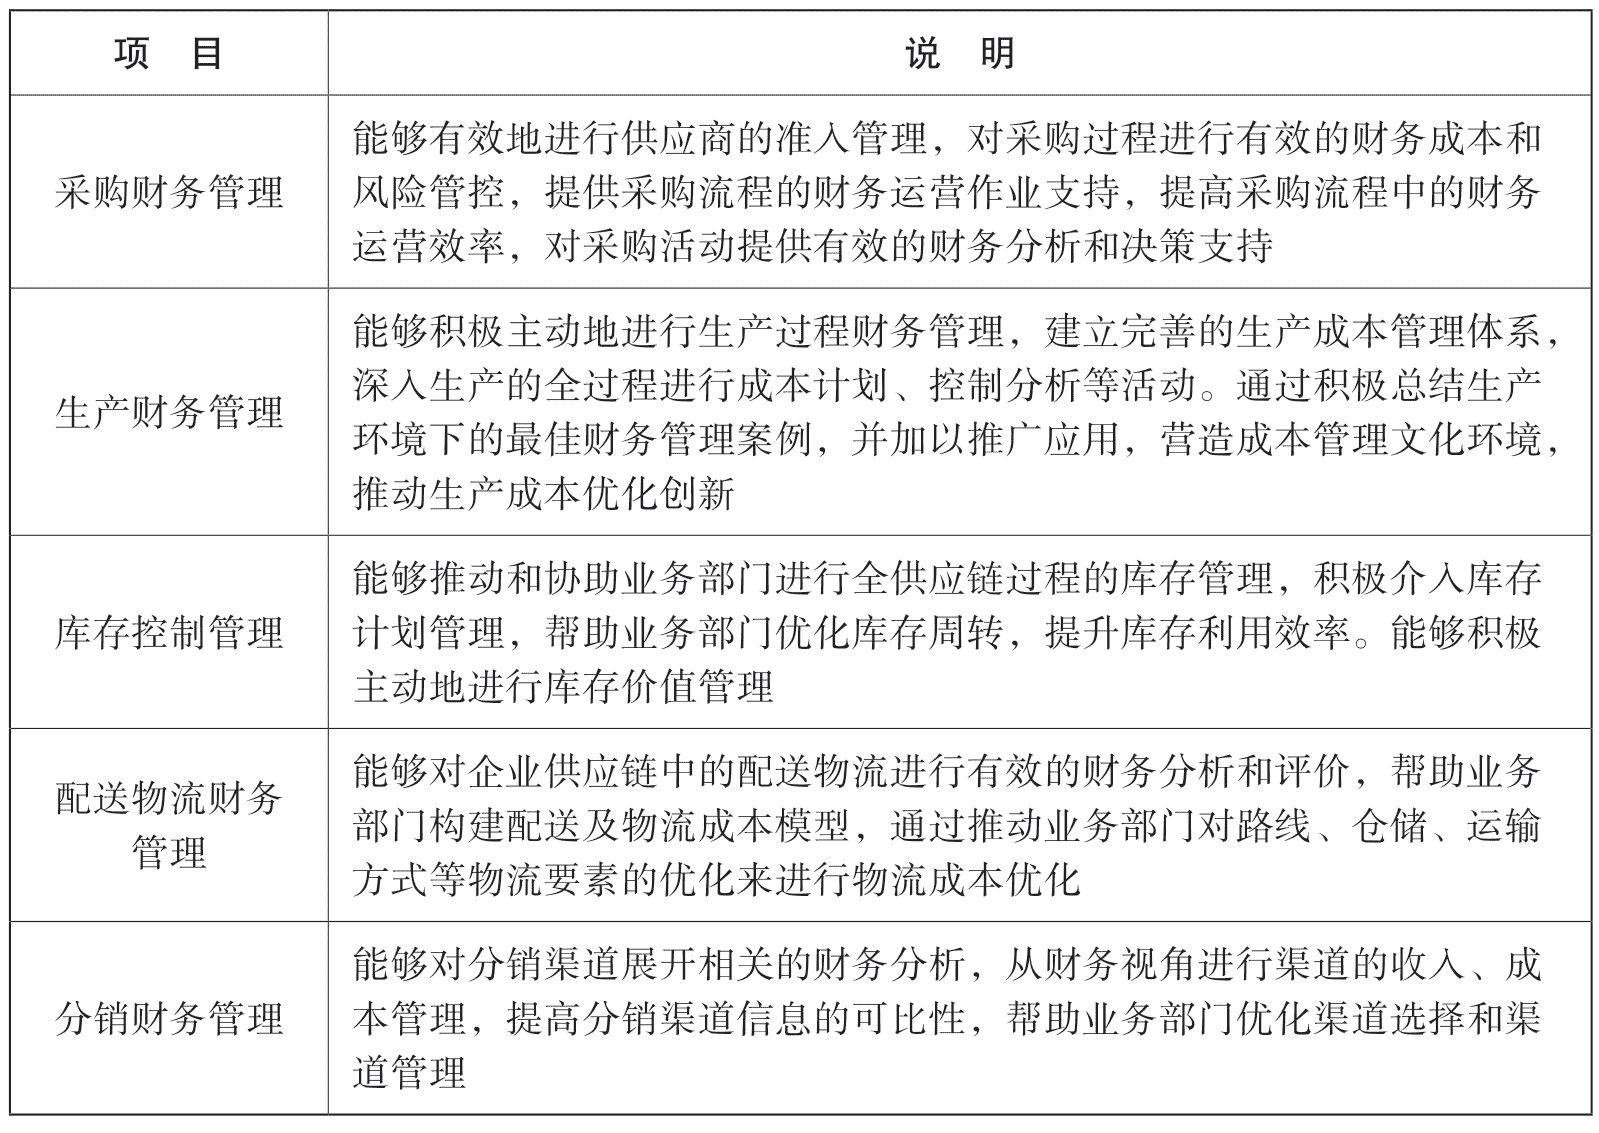 项 目
说 明
采购财务管理
能够有效地进行供应商的准入管理，对采购过程进行有效的财务成本和
风险管控，提供采购流程的财务运营作业支持，提高采购流程中的财务
运营效率，对采购活动提供有效的财务分析和决策支持
生产财务管理
能够积极主动地进行生产过程财务管理，建立完善的生产成本管理体系，
深入生产的全过程进行成本计划、控制分析等活动。通过积极总结生产
环境下的最佳财务管理案例，并加以推广应用，营造成本管理文化环境，
推动生产成本优化创新
库存控制管理
能够推动和协助业务部门进行全供应链过程的库存管理，积极介入库存
计划管理，帮助业务部门优化库存周转，提升库存利用效率。能够积极
主动地进行库存价值管理
配送物流财务
管理
能够对企业供应链中的配送物流进行有效的财务分析和评价，帮助业务
部门构建配送及物流成本模型，通过推动业务部门对路线、仓储、运输
方式等物流要素的优化来进行物流成本优化
分销财务管理
能够对分销渠道展开相关的财务分析，从财务视角进行渠道的收入、成
本管理，提高分销渠道信息的可比性，帮助业务部门优化渠道选择和渠
道管理